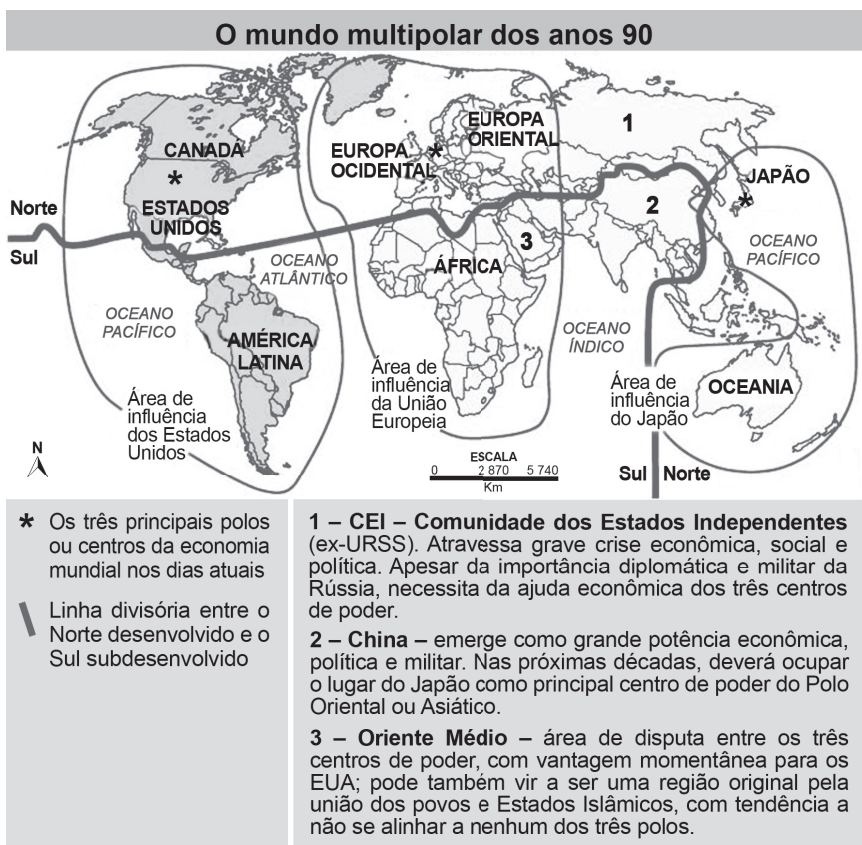 O mundo multipolar dos anos 90
CANADÁ
ESTADOS
UNIDOS
Norte
Sul
OCEANO
PACÍFICO
OCEANO
ATLÂNTICO
AMÉRICA
LATINA
Área de
influência
dos Estados
Unidos
EUROPA
OCIDENTAL
EUROPA
ORIENTAL
ÁFRICA
Área de
influência
da União
Europeia
1
2
3
JAPÃO
OCEANO
PACÍFICO
OCEANO
ÍNDICO
OCEANIA
Área de
influência
do Japão
Sul Norte
N
ESCALA
0 2 870 5 740
Km
* Os três principais polos
ou centros da economia
mundial nos dias atuais
Linha divisória entre o
Norte desenvolvido e o
Sul subdesenvolvido
1 – CEI – Comunidade dos Estados Independentes
(ex-URSS). Atravessa grave crise econômica, social e
política. Apesar da importância diplomática e militar da
Rússia, necessita da ajuda econômica dos três centros
de poder.
2 – China – emerge como grande potência econômica,
política e militar. Nas próximas décadas, deverá ocupar
o lugar do Japão como principal centro de poder do Polo
Oriental ou Asiático.
3 – Oriente Médio – área de disputa entre os três
centros de poder, com vantagem momentânea para os
EUA; pode também vir a ser uma região original pela
união dos povos e Estados Islâmicos, com tendência a
não se alinhar a nenhum dos três polos.